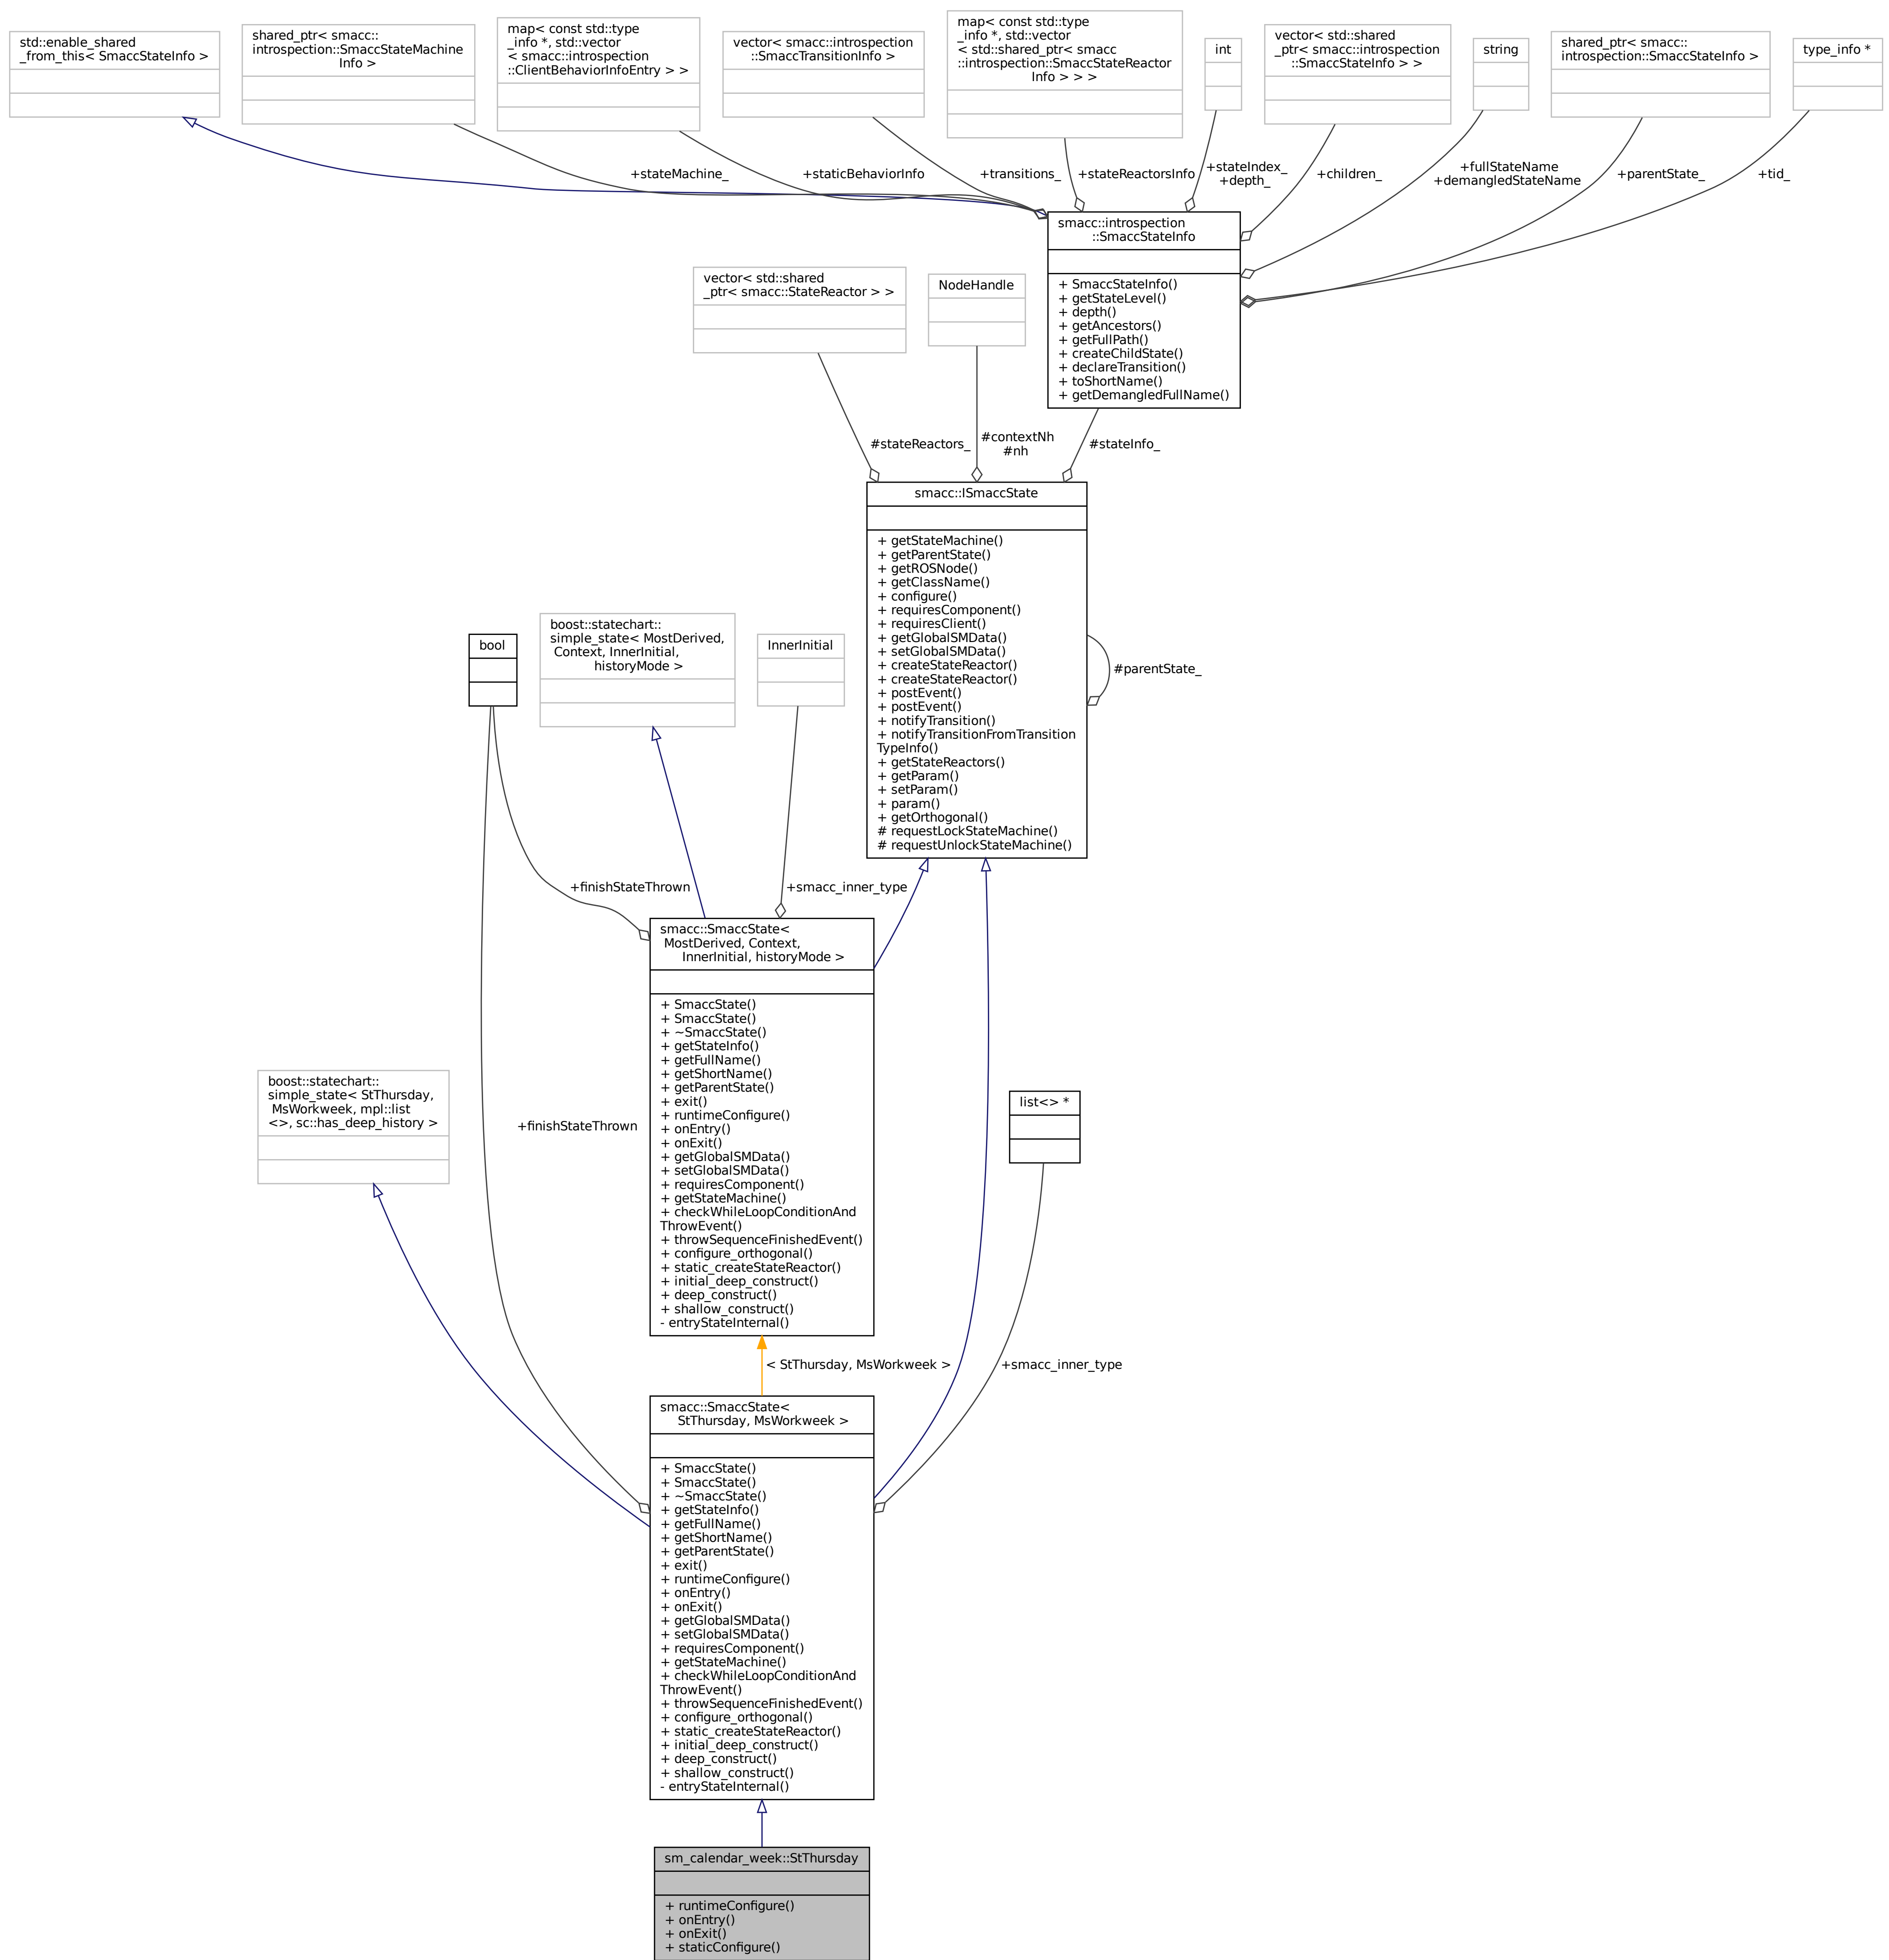 std::enable_shared
_from_this< SmaccStateInfo >
shared_ptr< smacc::
introspection::SmaccStateMachine
Info >
map< const std::type
_info *, std::vector
< smacc::introspection
::ClientBehaviorInfoEntry > >
vector< smacc::introspection
::SmaccTransitionInfo >
map< const std::type
_info *, std::vector
< std::shared_ptr< smacc
::introspection::SmaccStateReactor
Info > > >
int
vector< std::shared
_ptr< smacc::introspection
::SmaccStateInfo > >
string
shared_ptr< smacc::
introspection::SmaccStateInfo >
type_info *
+stateMachine_
+staticBehaviorInfo
+transitions_
+stateReactorsInfo
+stateIndex_
+depth_
+children_
+fullStateName
+demangledStateName
+parentState_
+tid_
smacc::introspection
::SmaccStateInfo
+ SmaccStateInfo()
+ getStateLevel()
+ depth()
+ getAncestors()
+ getFullPath()
+ createChildState()
+ declareTransition()
+ toShortName()
+ getDemangledFullName()
vector< std::shared
_ptr< smacc::StateReactor > >
NodeHandle
#stateReactors_
#contextNh
#nh
#stateInfo_
smacc::ISmaccState
+ getStateMachine()
+ getParentState()
+ getROSNode()
+ getClassName()
+ configure()
+ requiresComponent()
+ requiresClient()
+ getGlobalSMData()
+ setGlobalSMData()
+ createStateReactor()
+ createStateReactor()
+ postEvent()
+ postEvent()
+ notifyTransition()
+ notifyTransitionFromTransition
TypeInfo()
+ getStateReactors()
+ getParam()
+ setParam()
+ param()
+ getOrthogonal()
# requestLockStateMachine()
# requestUnlockStateMachine()
#parentState_
bool
boost::statechart::
simple_state< MostDerived,
Context, InnerInitial,
historyMode >
InnerInitial
+finishStateThrown
+smacc_inner_type
smacc::SmaccState<
MostDerived, Context,
InnerInitial, historyMode >
+ SmaccState()
+ SmaccState()
+ ~SmaccState()
+ getStateInfo()
+ getFullName()
+ getShortName()
+ getParentState()
+ exit()
+ runtimeConfigure()
+ onEntry()
+ onExit()
+ getGlobalSMData()
+ setGlobalSMData()
+ requiresComponent()
+ getStateMachine()
+ checkWhileLoopConditionAnd
ThrowEvent()
+ throwSequenceFinishedEvent()
+ configure_orthogonal()
+ static_createStateReactor()
+ initial_deep_construct()
+ deep_construct()
+ shallow_construct()
- entryStateInternal()
boost::statechart::
simple_state< StThursday,
MsWorkweek, mpl::list
<>, sc::has_deep_history >
+finishStateThrown
list<> *
< StThursday, MsWorkweek >
+smacc_inner_type
smacc::SmaccState<
StThursday, MsWorkweek >
+ SmaccState()
+ SmaccState()
+ ~SmaccState()
+ getStateInfo()
+ getFullName()
+ getShortName()
+ getParentState()
+ exit()
+ runtimeConfigure()
+ onEntry()
+ onExit()
+ getGlobalSMData()
+ setGlobalSMData()
+ requiresComponent()
+ getStateMachine()
+ checkWhileLoopConditionAnd
ThrowEvent()
+ throwSequenceFinishedEvent()
+ configure_orthogonal()
+ static_createStateReactor()
+ initial_deep_construct()
+ deep_construct()
+ shallow_construct()
- entryStateInternal()
sm_calendar_week::StThursday
+ runtimeConfigure()
+ onEntry()
+ onExit()
+ staticConfigure()